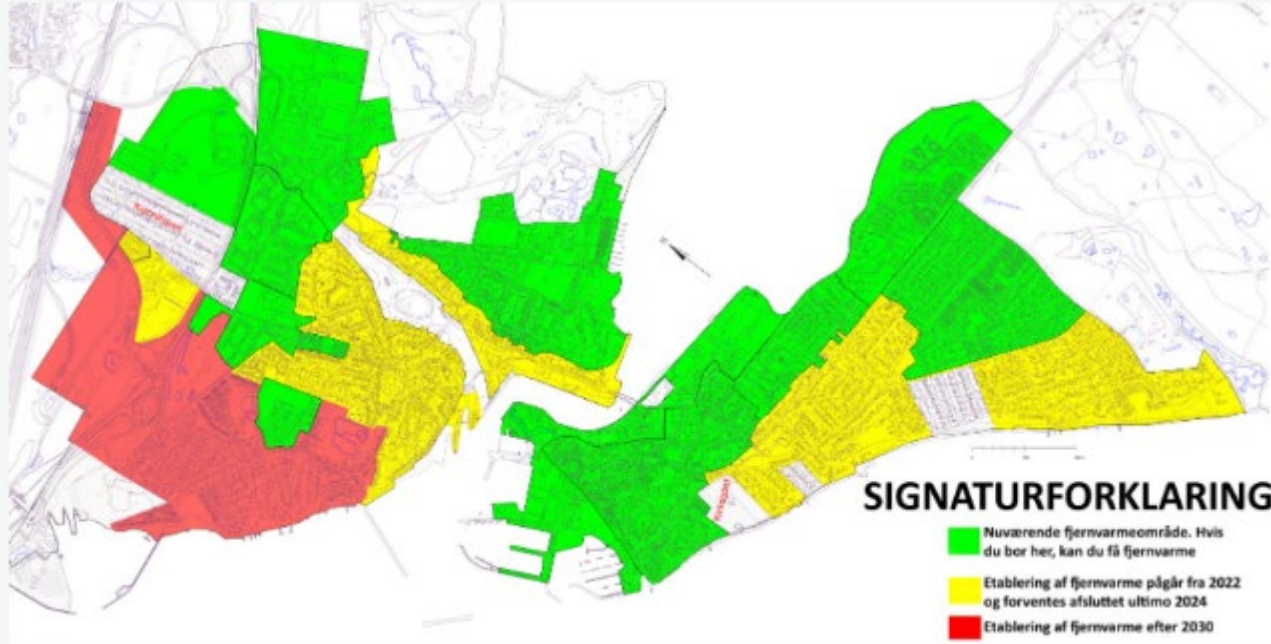 SIGNATURFORKLARING
Nuværende fjernvarmeområde. Hvis
du bor her, kan du få fjernvarme
Etablering af fjernvarme pågår fra 2022
og forventes afsluttet ultimo 2024
Etablering af fjernvarme efter 2030